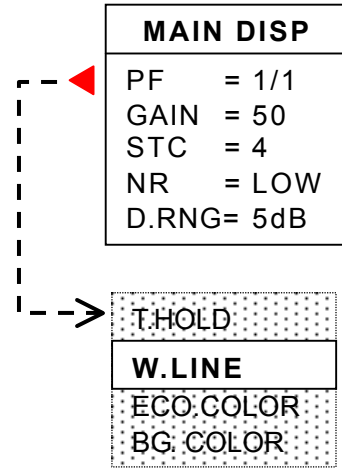 MAIN DISP
PF = 1/1
GAIN = 50
STC = 4
NR = LOW
D.RNG= 5dB
T.HOLD
W.LINE
ECO.COLOR
BG. COLOR